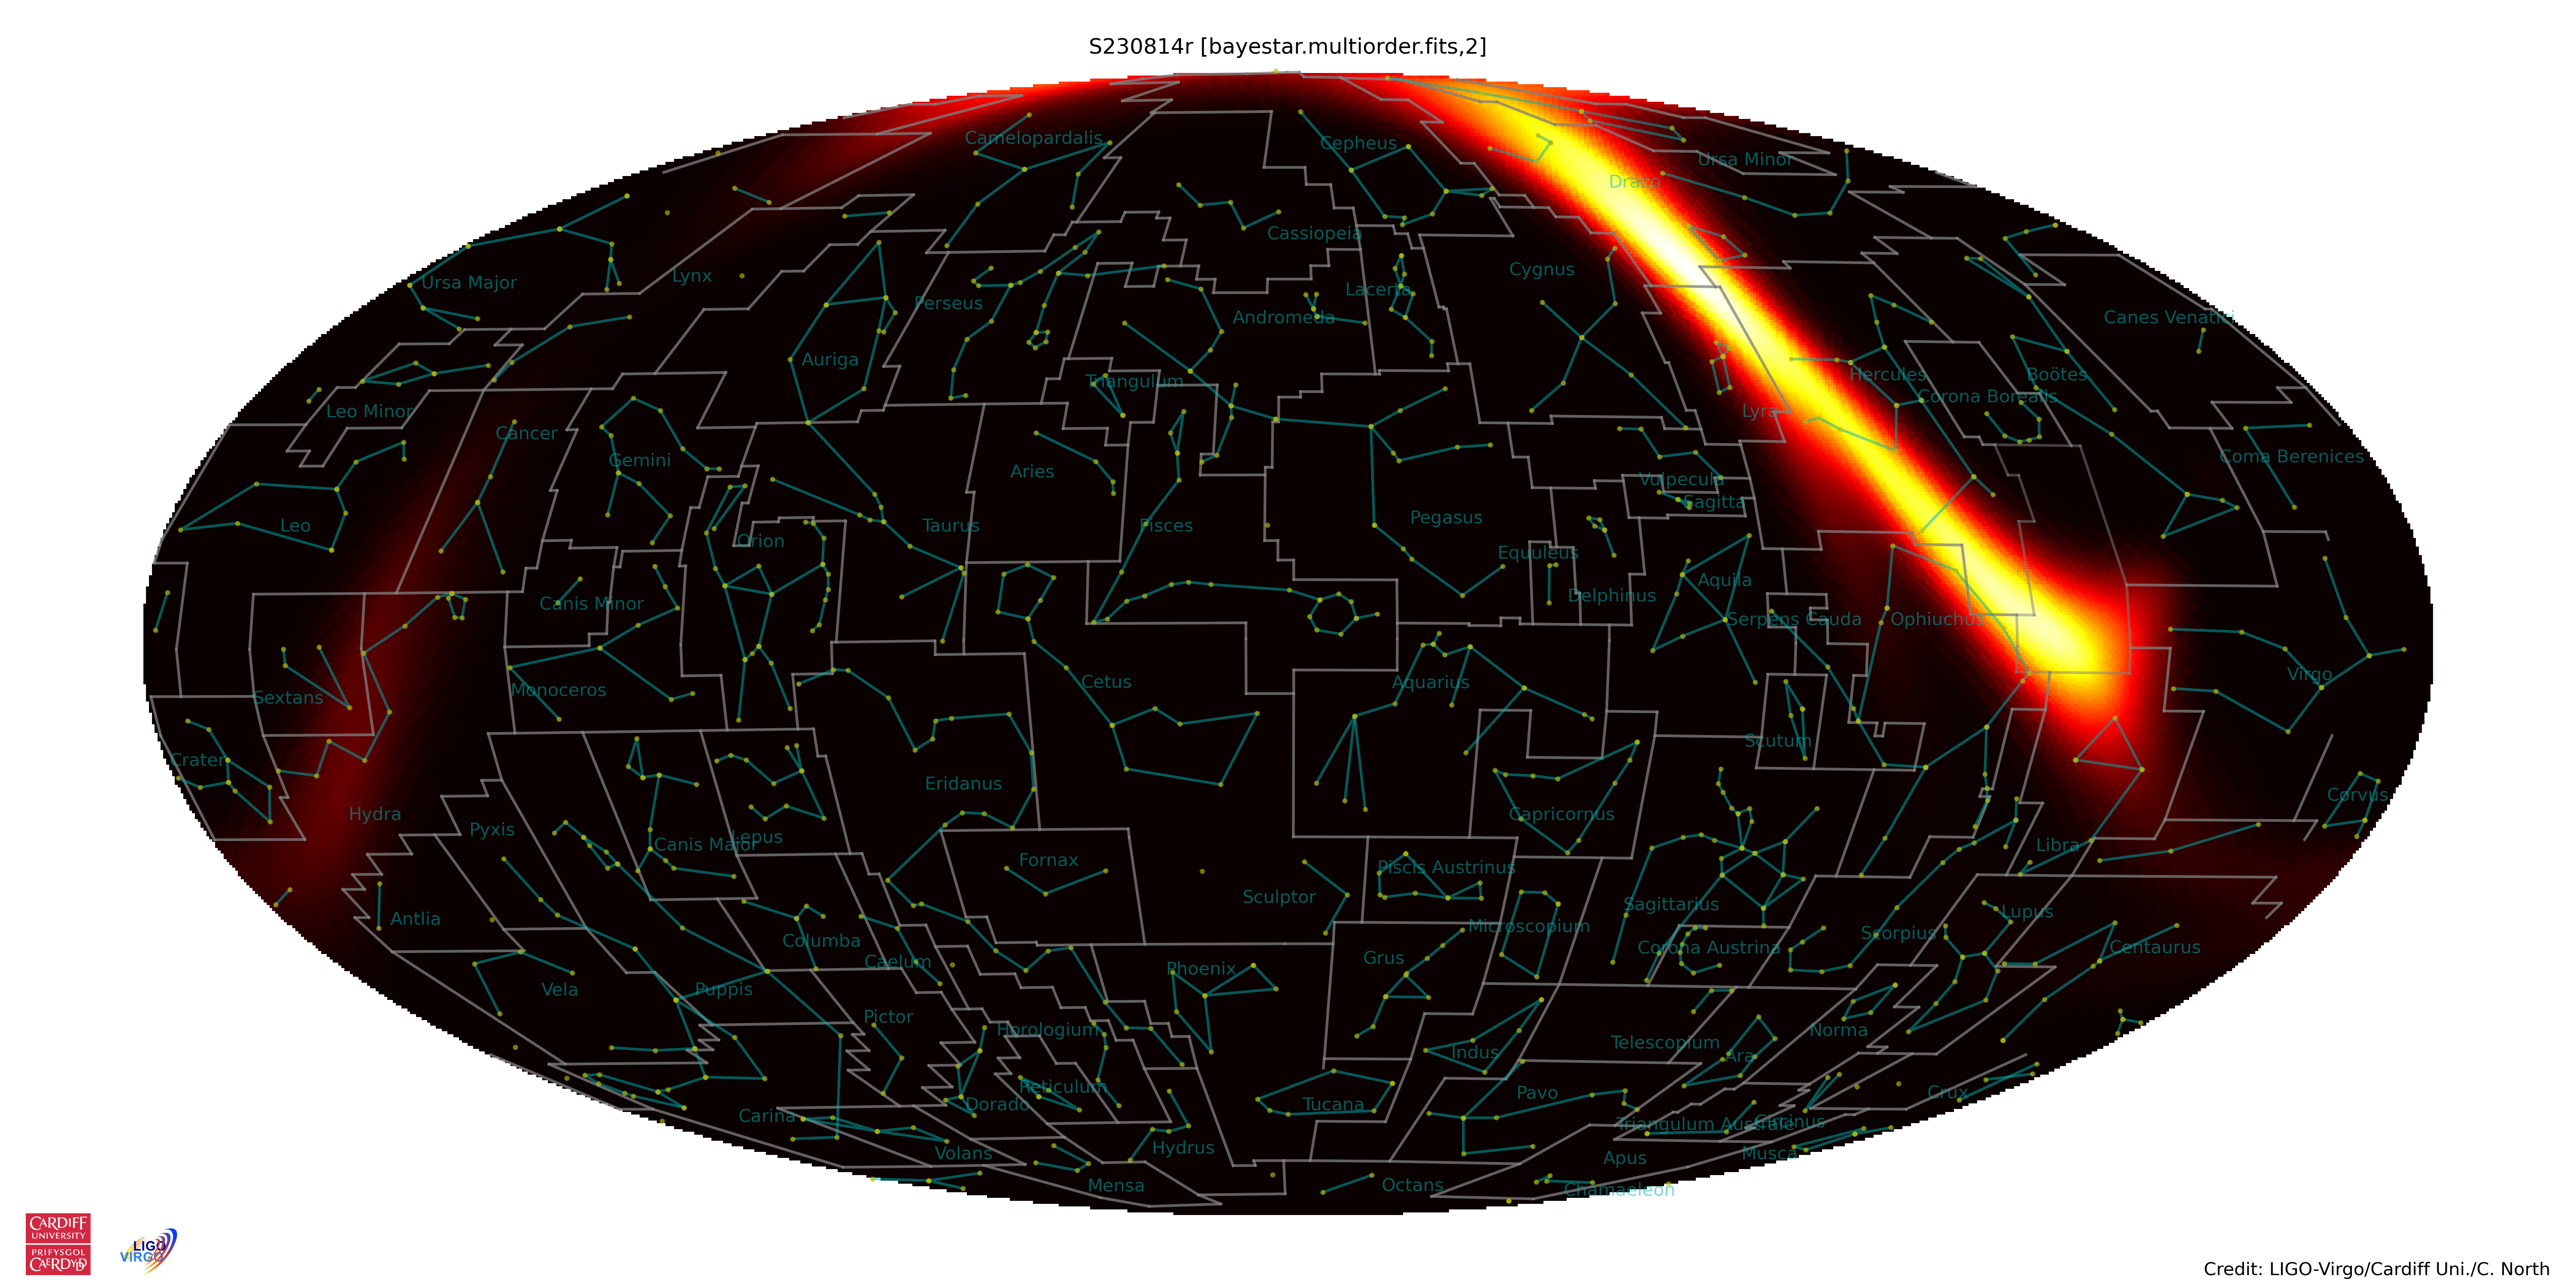 S230814r [bayestar.multiorder.fits,2]
Camelopardalis
Cepheus
Ursa Minor
Draco
Cassiopeia
Cygnus
Ursa Major
Lynx
Lacerta
Perseus
Andromeda
Canes Venatici
Auriga
Triangulum
Hercules
Boötes
Corona Borealis
Leo Minor
Lyra
Cancer
Gemini
Aries
Coma Berenices
Vulpecula
Sagitta
Leo
Orion
Taurus
Pisces
Pegasus
Equuleus
Canis Minor
Delphinus
Aquila
Serpens Cauda
Ophiuchus
Sextans
Monoceros
Cetus
Aquarius
Virgo
Crater
Scutum
Hydra
Pyxis
Eridanus
Capricornus
Corvus
Canis Major
Lepus
Libra
Fornax
Piscis Austrinus
Sculptor
Antlia
Columba
Microscopium
Sagittarius
Lupus
Caelum
Phoenix
Grus
Corona Austrina
Scorpius
Centaurus
Vela
Puppis
Pictor
Horologium
Indus
Telescopium
Ara
Norma
Reticulum
Carina
Dorado
Tucana
Pavo
Triangulum Australe
Circinus
Crux
Volans
Hydrus
Apus
Musca
Mensa
Octans
Chamaeleon
CARDIFF
UNIVERSITY
PRIFYSGOL
CAERDYDD
LIGO
VIRGO
Credit: LIGO-Virgo/Cardiff Uni./C. North